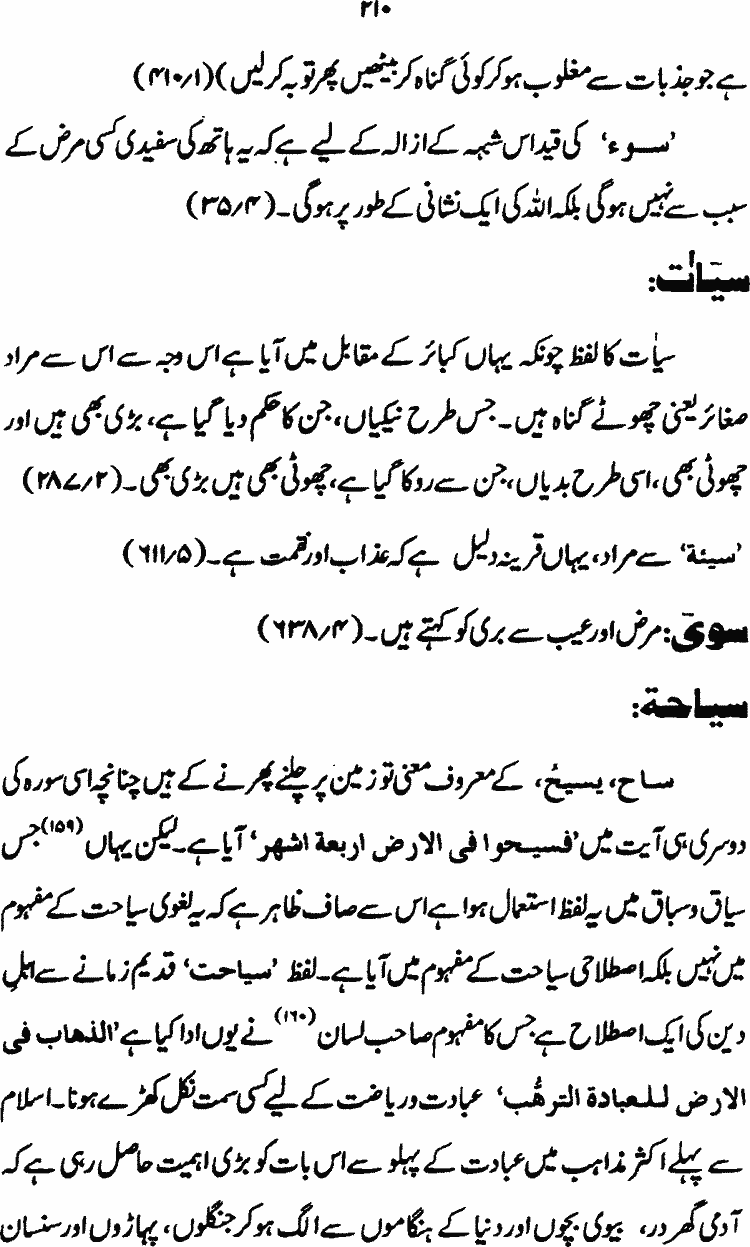 ۲۱۰
ہے جو جذبات سے مغلوب ہو کر کوئی گناہ کر بیٹھیں پھر توبہ کر لیں) (۴۱۰/۱)
’سوء‘ کی قید اس شبہہ کے ازالہ کے لیے ہے کہ یہ ہاتھ کی سفیدی کسی مرض کے
سبب سے نہیں ہوگی بلکہ اللہ کی ایک نشانی کے طور پر ہوگی۔ (۳۵/۴)
سیّاٰت:
سیاٰت کا لفظ چونکہ یہاں کبائر کے مقابل میں آیا ہے اس وجہ سے اس سے مراد
صغائر یعنی چھوٹے گناہ ہیں۔ جس طرح نیکیاں، جن کا حکم دیا گیا ہے، بڑی بھی ہیں اور
چھوٹی بھی، اسی طرح بدیاں، جن سے روکا گیا ہے، چھوٹی بھی ہیں بڑی بھی۔ (۲۸۷/۲)
’سیئة‘ سے مراد، یہاں قرینہ دلیل ہے کہ عذاب اور نقمت ہے۔ (۶۱۱/۵)
سویّ: مرض اور عیب سے بری کو کہتے ہیں۔ (۶۳۸/۴)
سیاحة:
ساح، یسیحُ، کے معروف معنی تو زمین پر چلنے پھرنے کے ہیں چنانچہ اسی سورہ کی
دوسری ہی آیت میں ’فسیحوا فی الارض اربعة اشھر‘ آیا ہے۔ لیکن یہاں (۱۵۹) جس
سیاق و سباق میں یہ لفظ استعمال ہوا ہے اس سے صاف ظاہر ہے کہ یہ لغوی سیاحت کے مفہوم
میں نہیں بلکہ اصطلاحی سیاحت کے مفہوم میں آیا ہے۔ لفظ ’سیاحت‘ قدیم زمانے سے اہلِ
دین کی ایک اصطلاح ہے جس کا مفہوم صاحب لسان (۱۶۰) نے یوں ادا کیا ہے ’الذھاب فی
الارض للعبادة الترھُّب‘ عبادت و ریاضت کے لیے کسی سمت نکل کھڑے ہونا۔ اسلام
سے پہلے اکثر مذاہب میں عبادت کے پہلو سے اس بات کو بڑی اہمیت حاصل رہی ہے کہ
آدمی گھر در، بیوی بچوں اور دنیا کے ہنگاموں سے الگ ہو کر جنگلوں، پہاڑوں اور سنسان